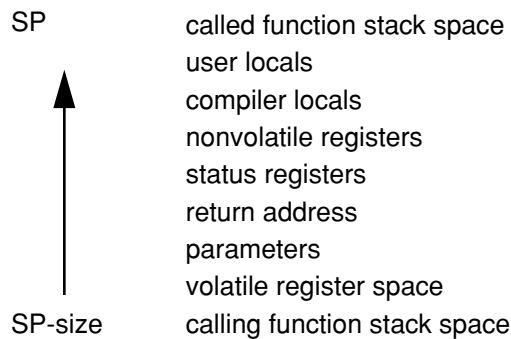 SP called function stack space
user locals
compiler locals
nonvolatile registers
status registers
return address
parameters
volatile register space
SP-size calling function stack space